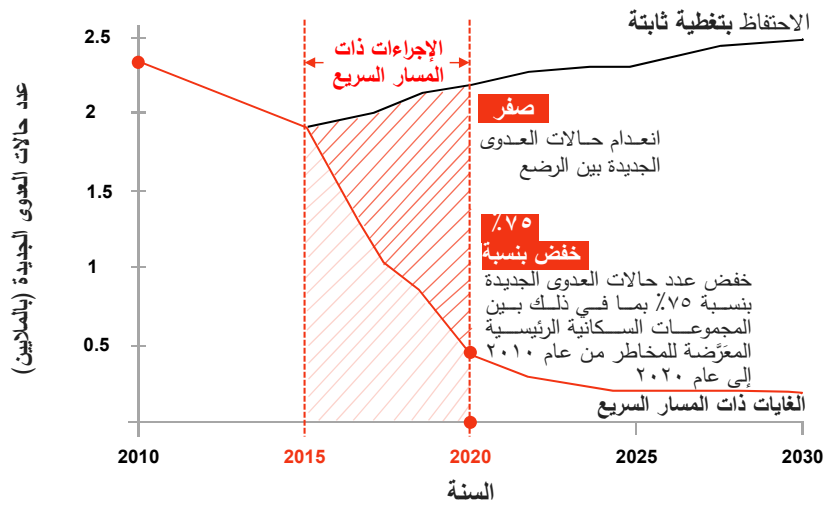 الاحتفاظ بتغطية ثابتة
الإجراءات ذات
المسار السريع
2.5
2
1.5
1
0.5
عدد حالات العدوى الجديدة (بالملايين)
صفر
انعدام حالات العدوى
الجديدة بين الرضع
٧٥٪
خفض بنسبة
خفض عدد حالات العدوى الجديدة
بنسبة ٧٥٪ بما في ذلك بين
المجموعات السكانية الرئيسية
المعَرَّضة للمخاطر من عام ٢٠١٠
إلى عام ٢٠٢٠
الغايات ذات المسار السريع
2010 2015 2020 2025 2030
السنة